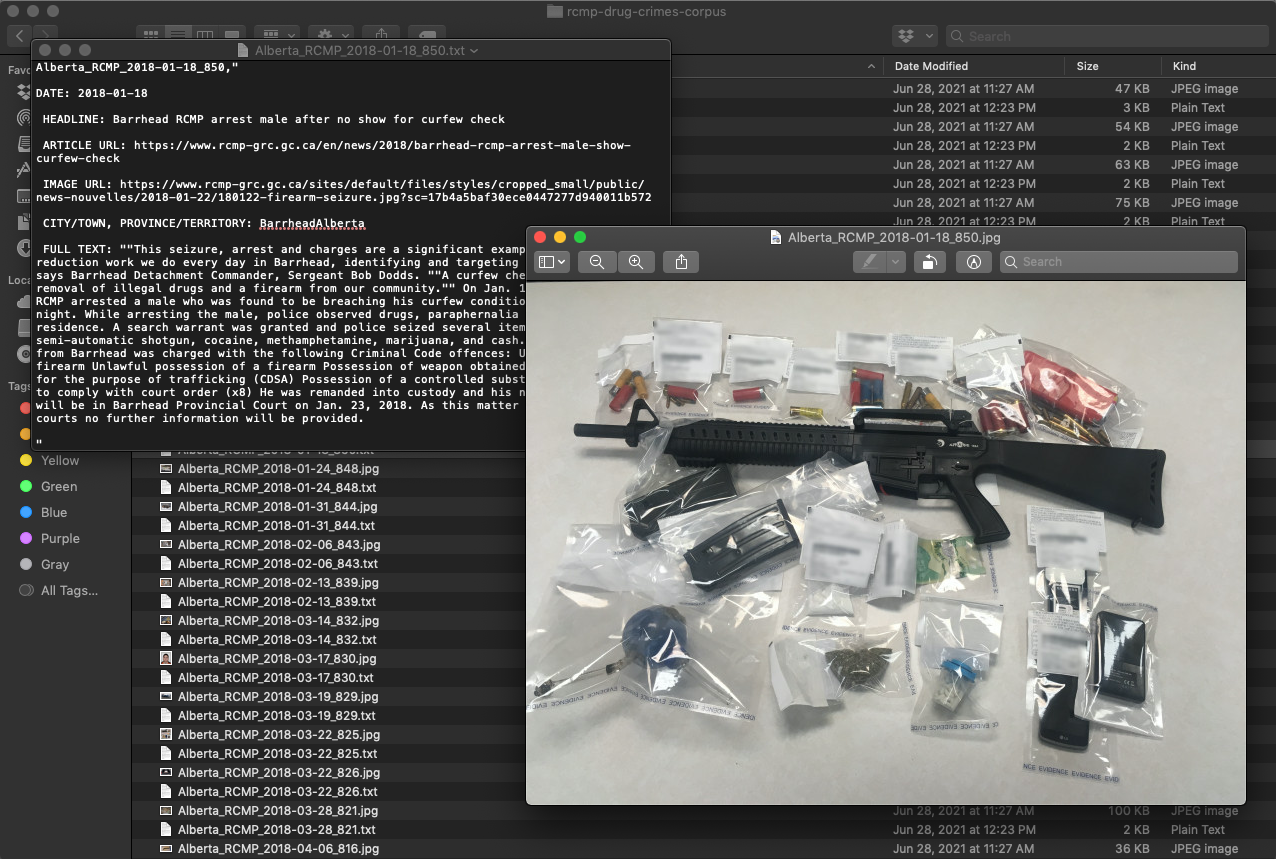 rcmp-drug-crimes-corpus
Search
Alberta_RCMP_2018-01-18_850.txt
Date Modified
Size
Kind
Alberta_RCMP_2018-01-18_850,"
DATE: 2018-01-18
HEADLINE: Barrhead RCMP arrest male after no show for curfew check
ARTICLE URL: https://www.rcmp-grc.gc.ca/en/news/2018/barrhead-rcmp-arrest-male-show-
curfew-check
IMAGE URL: https://www.rcmp-grc.gc.ca/sites/default/files/styles/cropped_small/public/
news-nouvelles/2018-01-22/180122-firearm-seizure.jpg?sc=17b4a5baf30ece0447277d940011b572
CITY/TOWN, PROVINCE/TERRITORY: BarrheadAlberta
FULL TEXT: ""This seizure, arrest and charges are a significant examp
reduction work we do every day in Barrhead, identifying and targeting
says Barrhead Detachment Commander, Sergeant Bob Dodds. ""A curfew che
removal of illegal drugs and a firearm from our community."" On Jan. 1
RCMP arrested a male who was found to be breaching his curfew conditio
night. While arresting the male, police observed drugs, paraphernalia
residence. A search warrant was granted and police seized several item
semi-automatic shotgun, cocaine, methamphetamine, marijuana, and cash.
from Barrhead was charged with the following Criminal Code offences: U
firearm Unlawful possession of a firearm Possession of weapon obtained
for the purpose of trafficking (CDSA) Possession of a controlled subst
to comply with court order (x8) He was remanded into custody and his n
will be in Barrhead Provincial Court on Jan. 23, 2018. As this matter
courts no further information will be provided.
"
Jun 28, 2021 at 11:27 AM 47 KB JPEG image
Jun 28, 2021 at 12:23 PM 3 KB Plain Text
Jun 28, 2021 at 11:27 AM 54 KB JPEG image
Jun 28, 2021 at 12:23 PM 2 KB Plain Text
Jun 28, 2021 at 11:27 AM 63 KB JPEG image
Jun 28, 2021 at 12:23 PM 2 KB Plain Text
Jun 28, 2021 at 11:27 AM 75 KB JPEG image
Jun 28, 2021 at 12:23 PM 2 KB Plain Text
Alberta_RCMP_2018-01-18_850.jpg
Search
Favo
Loca
Tags
Yellow
Green
Blue
Purple
Gray
All Tags...
Alberta_RCMP_2018-01-24_848.jpg
Alberta_RCMP_2018-01-24_848.txt
Alberta_RCMP_2018-01-31_844.jpg
Alberta_RCMP_2018-01-31_844.txt
Alberta_RCMP_2018-02-06_843.jpg
Alberta_RCMP_2018-02-06_843.txt
Alberta_RCMP_2018-02-13_839.jpg
Alberta_RCMP_2018-02-13_839.txt
Alberta_RCMP_2018-03-14_832.jpg
Alberta_RCMP_2018-03-14_832.txt
Alberta_RCMP_2018-03-17_830.jpg
Alberta_RCMP_2018-03-17_830.txt
Alberta_RCMP_2018-03-19_829.jpg
Alberta_RCMP_2018-03-19_829.txt
Alberta_RCMP_2018-03-22_825.jpg
Alberta_RCMP_2018-03-22_825.txt
Alberta_RCMP_2018-03-22_826.jpg
Alberta_RCMP_2018-03-22_826.txt
Alberta_RCMP_2018-03-28_821.jpg Jun 28, 2021 at 11:27 AM 100 KB JPEG image
Alberta_RCMP_2018-03-28_821.txt Jun 28, 2021 at 12:23 PM 2 KB Plain Text
Alberta_RCMP_2018-04-06_816.jpg Jun 28, 2021 at 11:27 AM 36 KB JPEG image
EVIDENCE EVIDENCE
EVIDENCE EVIDENCE EVIDENCE
NCE EVIDENCE EVIDENCE EVID
LG